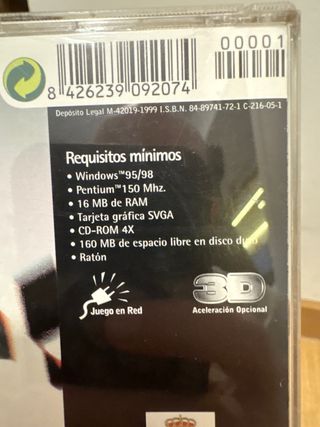 00001
8 426239 092074
Depósito Legal M-42019-1999 I.S.B.N. 84-89741-72-1 C-216-05-1
Requisitos mínimos
• Windows™95/98
• Pentium™150 Mhz.
• 16 MB de RAM
• Tarjeta gráfica SVGA
• CD-ROM 4X
• 160 MB de espacio libre en disco duro
• Ratón
3D
Juego en Red
Aceleración Opcional